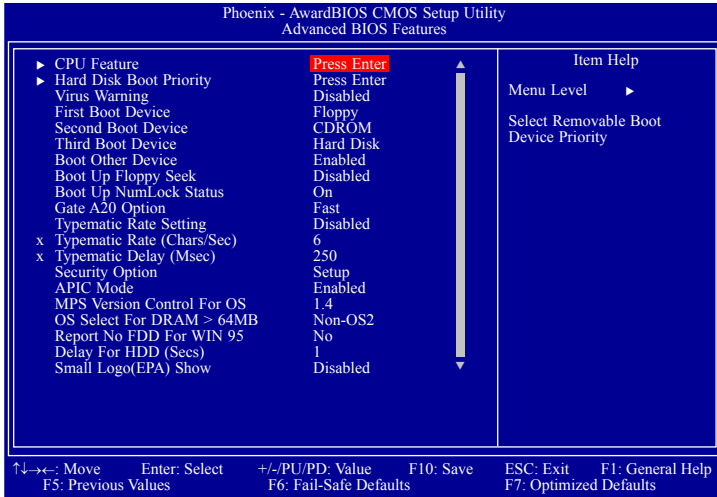 Phoenix - AwardBIOS CMOS Setup Utility
Advanced BIOS Features
▶ CPU Feature Press Enter
▶ Hard Disk Boot Priority Press Enter
Virus Warning Disabled
First Boot Device Floppy
Second Boot Device CDROM
Third Boot Device Hard Disk
Boot Other Device Enabled
Boot Up Floppy Seek Disabled
Boot Up NumLock Status On
Gate A20 Option Fast
Typematic Rate Setting Disabled
x Typematic Rate (Chars/Sec) 6
x Typematic Delay (Msec) 250
Security Option Setup
APIC Mode Enabled
MPS Version Control For OS 1.4
OS Select For DRAM > 64MB Non-OS2
Report No FDD For WIN 95 No
Delay For HDD (Secs) 1
Small Logo(EPA) Show Disabled
Item Help
Menu Level ▶
Select Removable Boot
Device Priority
↑↓→←: Move Enter: Select +/-/PU/PD: Value F10: Save ESC: Exit F1: General Help
F5: Previous Values F6: Fail-Safe Defaults F7: Optimized Defaults